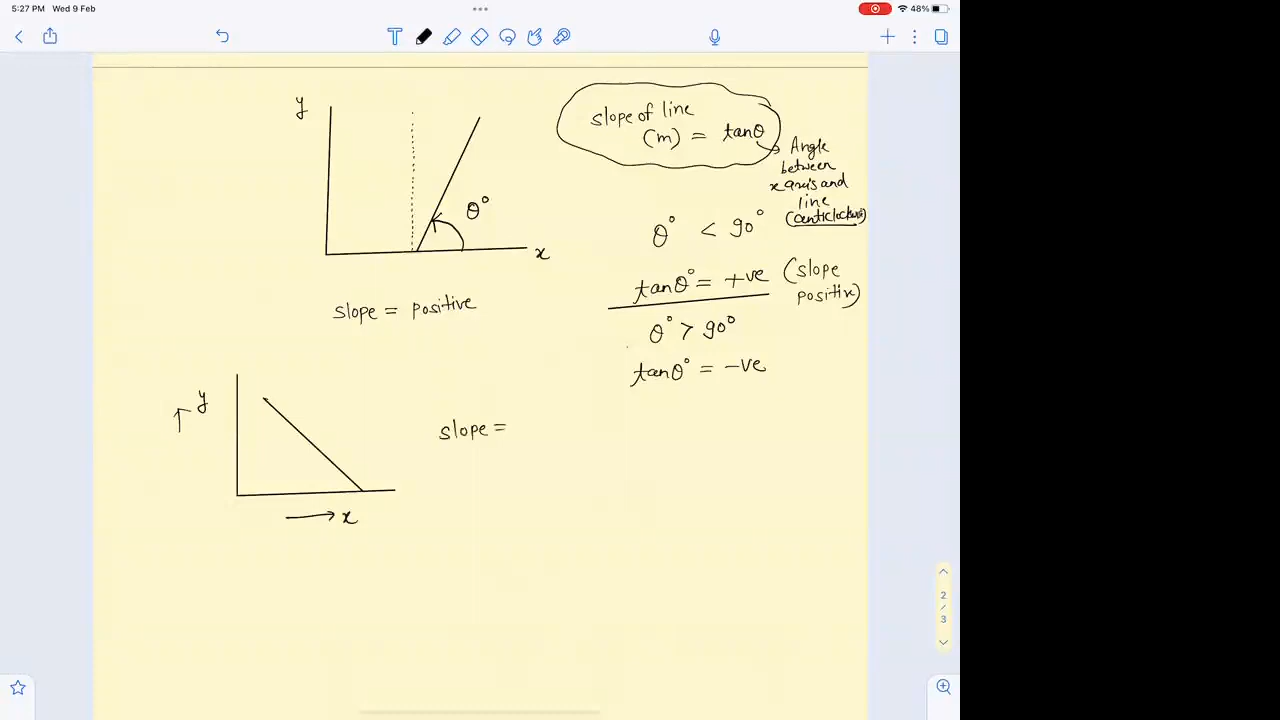 5:27 PM Wed 9 Feb
48%
T
y
θ°
x
slope = positive
slope of line
(m) = tanθ
Angle
between
x axis and
line
(anticlockwise)
θ° < 90°
tanθ° = +ve (slope
positive)
θ° > 90°
tanθ° = -ve
y
x
slope =
2
/
3